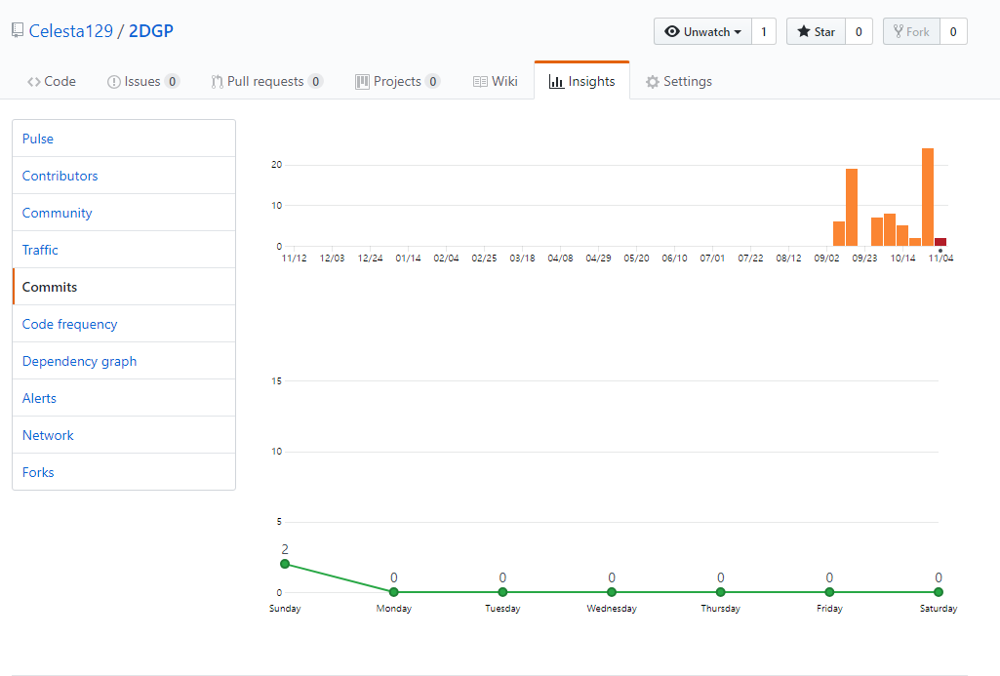 Celesta129 / 2DGP
Unwatch 1 Star 0 Fork 0
Code Issues 0 Pull requests 0 Projects 0 Wiki Insights Settings
Pulse
Contributors
Community
Traffic
Commits
Code frequency
Dependency graph
Alerts
Network
Forks
20
10
0
11/12 12/03 12/24 01/14 02/04 02/25 03/18 04/08 04/29 05/20 06/10 07/01 07/22 08/12 09/02 09/23 10/14 11/04
15
10
5
2
0 0 0 0 0 0
0
Sunday Monday Tuesday Wednesday Thursday Friday Saturday